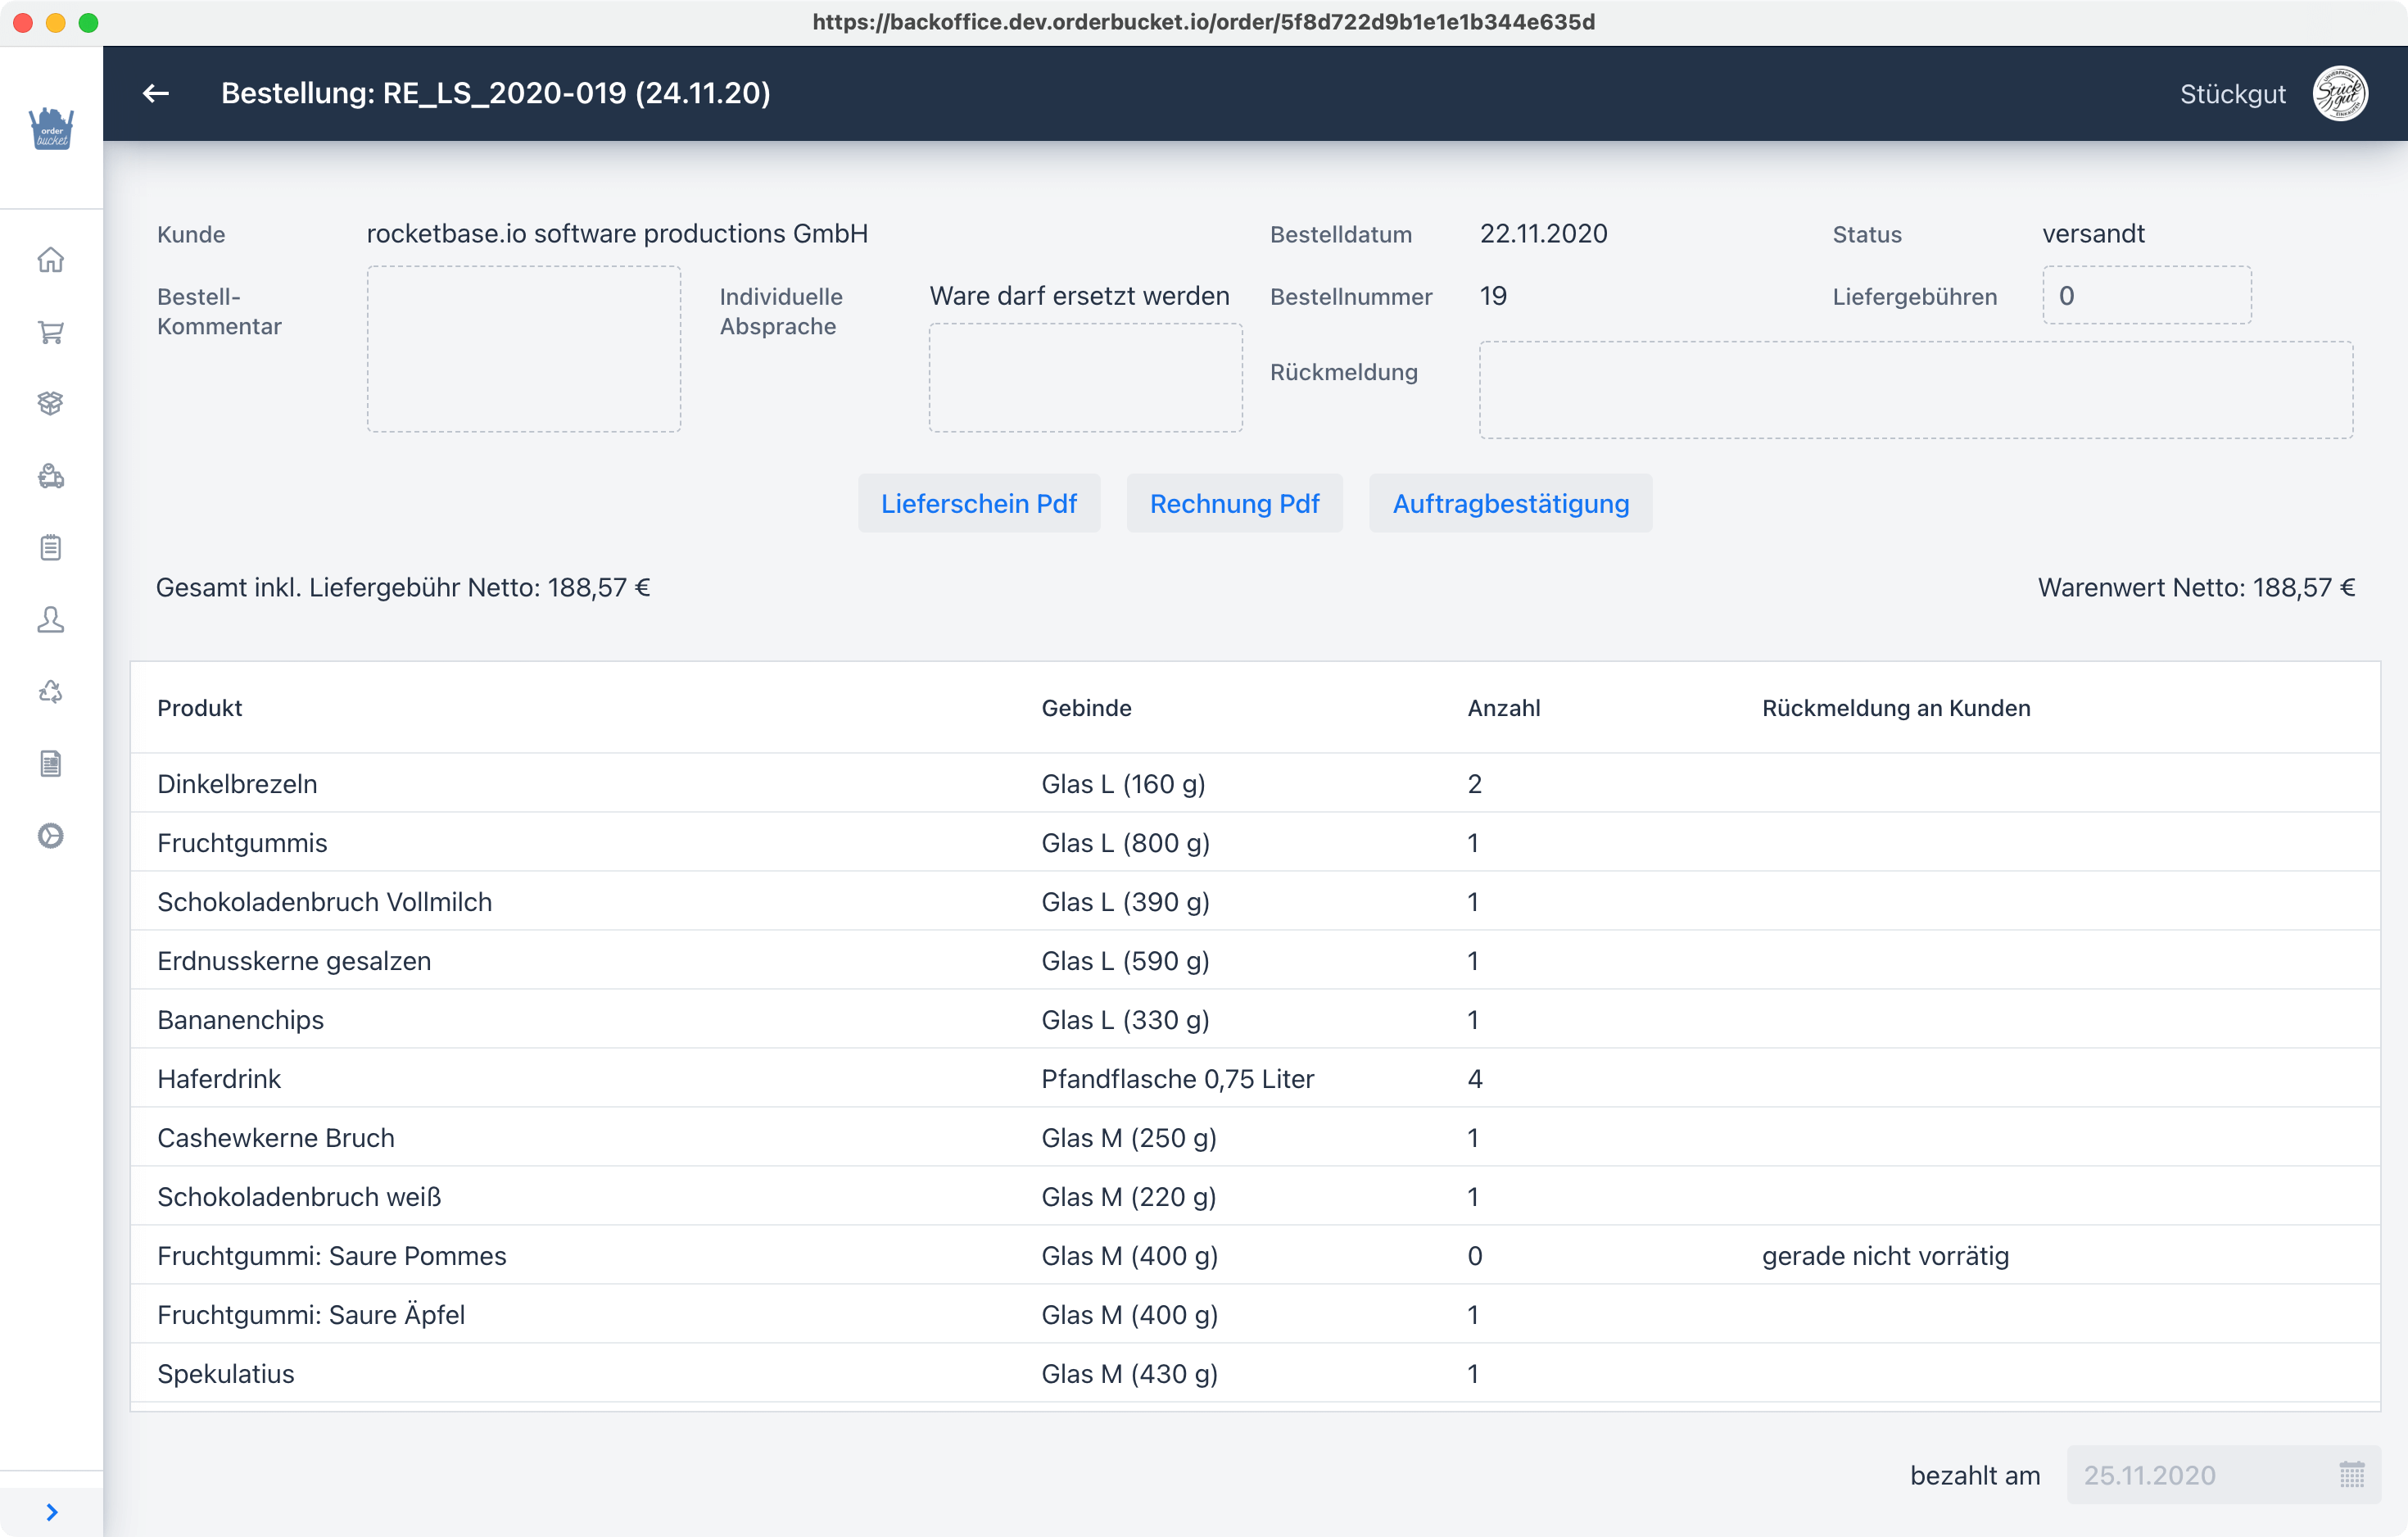 https://backoffice.dev.orderbucket.io/order/5f8d722d9b1e1e1b344e635d
order
bucket
Bestellung: RE_LS_2020-019 (24.11.20)
Stückgut
Stück
gut
Kunde rocketbase.io software productions GmbH Bestelldatum 22.11.2020 Status versandt
Bestell-
Kommentar
Individuelle
Absprache
Ware darf ersetzt werden
Bestellnummer 19
Liefergebühren 0
Rückmeldung
Lieferschein Pdf Rechnung Pdf Auftragbestätigung
Gesamt inkl. Liefergebühr Netto: 188,57 € Warenwert Netto: 188,57 €
Produkt Gebinde Anzahl Rückmeldung an Kunden
Dinkelbrezeln Glas L (160 g) 2
Fruchtgummis Glas L (800 g) 1
Schokoladenbruch Vollmilch Glas L (390 g) 1
Erdnusskerne gesalzen Glas L (590 g) 1
Bananenchips Glas L (330 g) 1
Haferdrink Pfandflasche 0,75 Liter 4
Cashewkerne Bruch Glas M (250 g) 1
Schokoladenbruch weiß Glas M (220 g) 1
Fruchtgummi: Saure Pommes Glas M (400 g) 0 gerade nicht vorrätig
Fruchtgummi: Saure Äpfel Glas M (400 g) 1
Spekulatius Glas M (430 g) 1
bezahlt am 25.11.2020